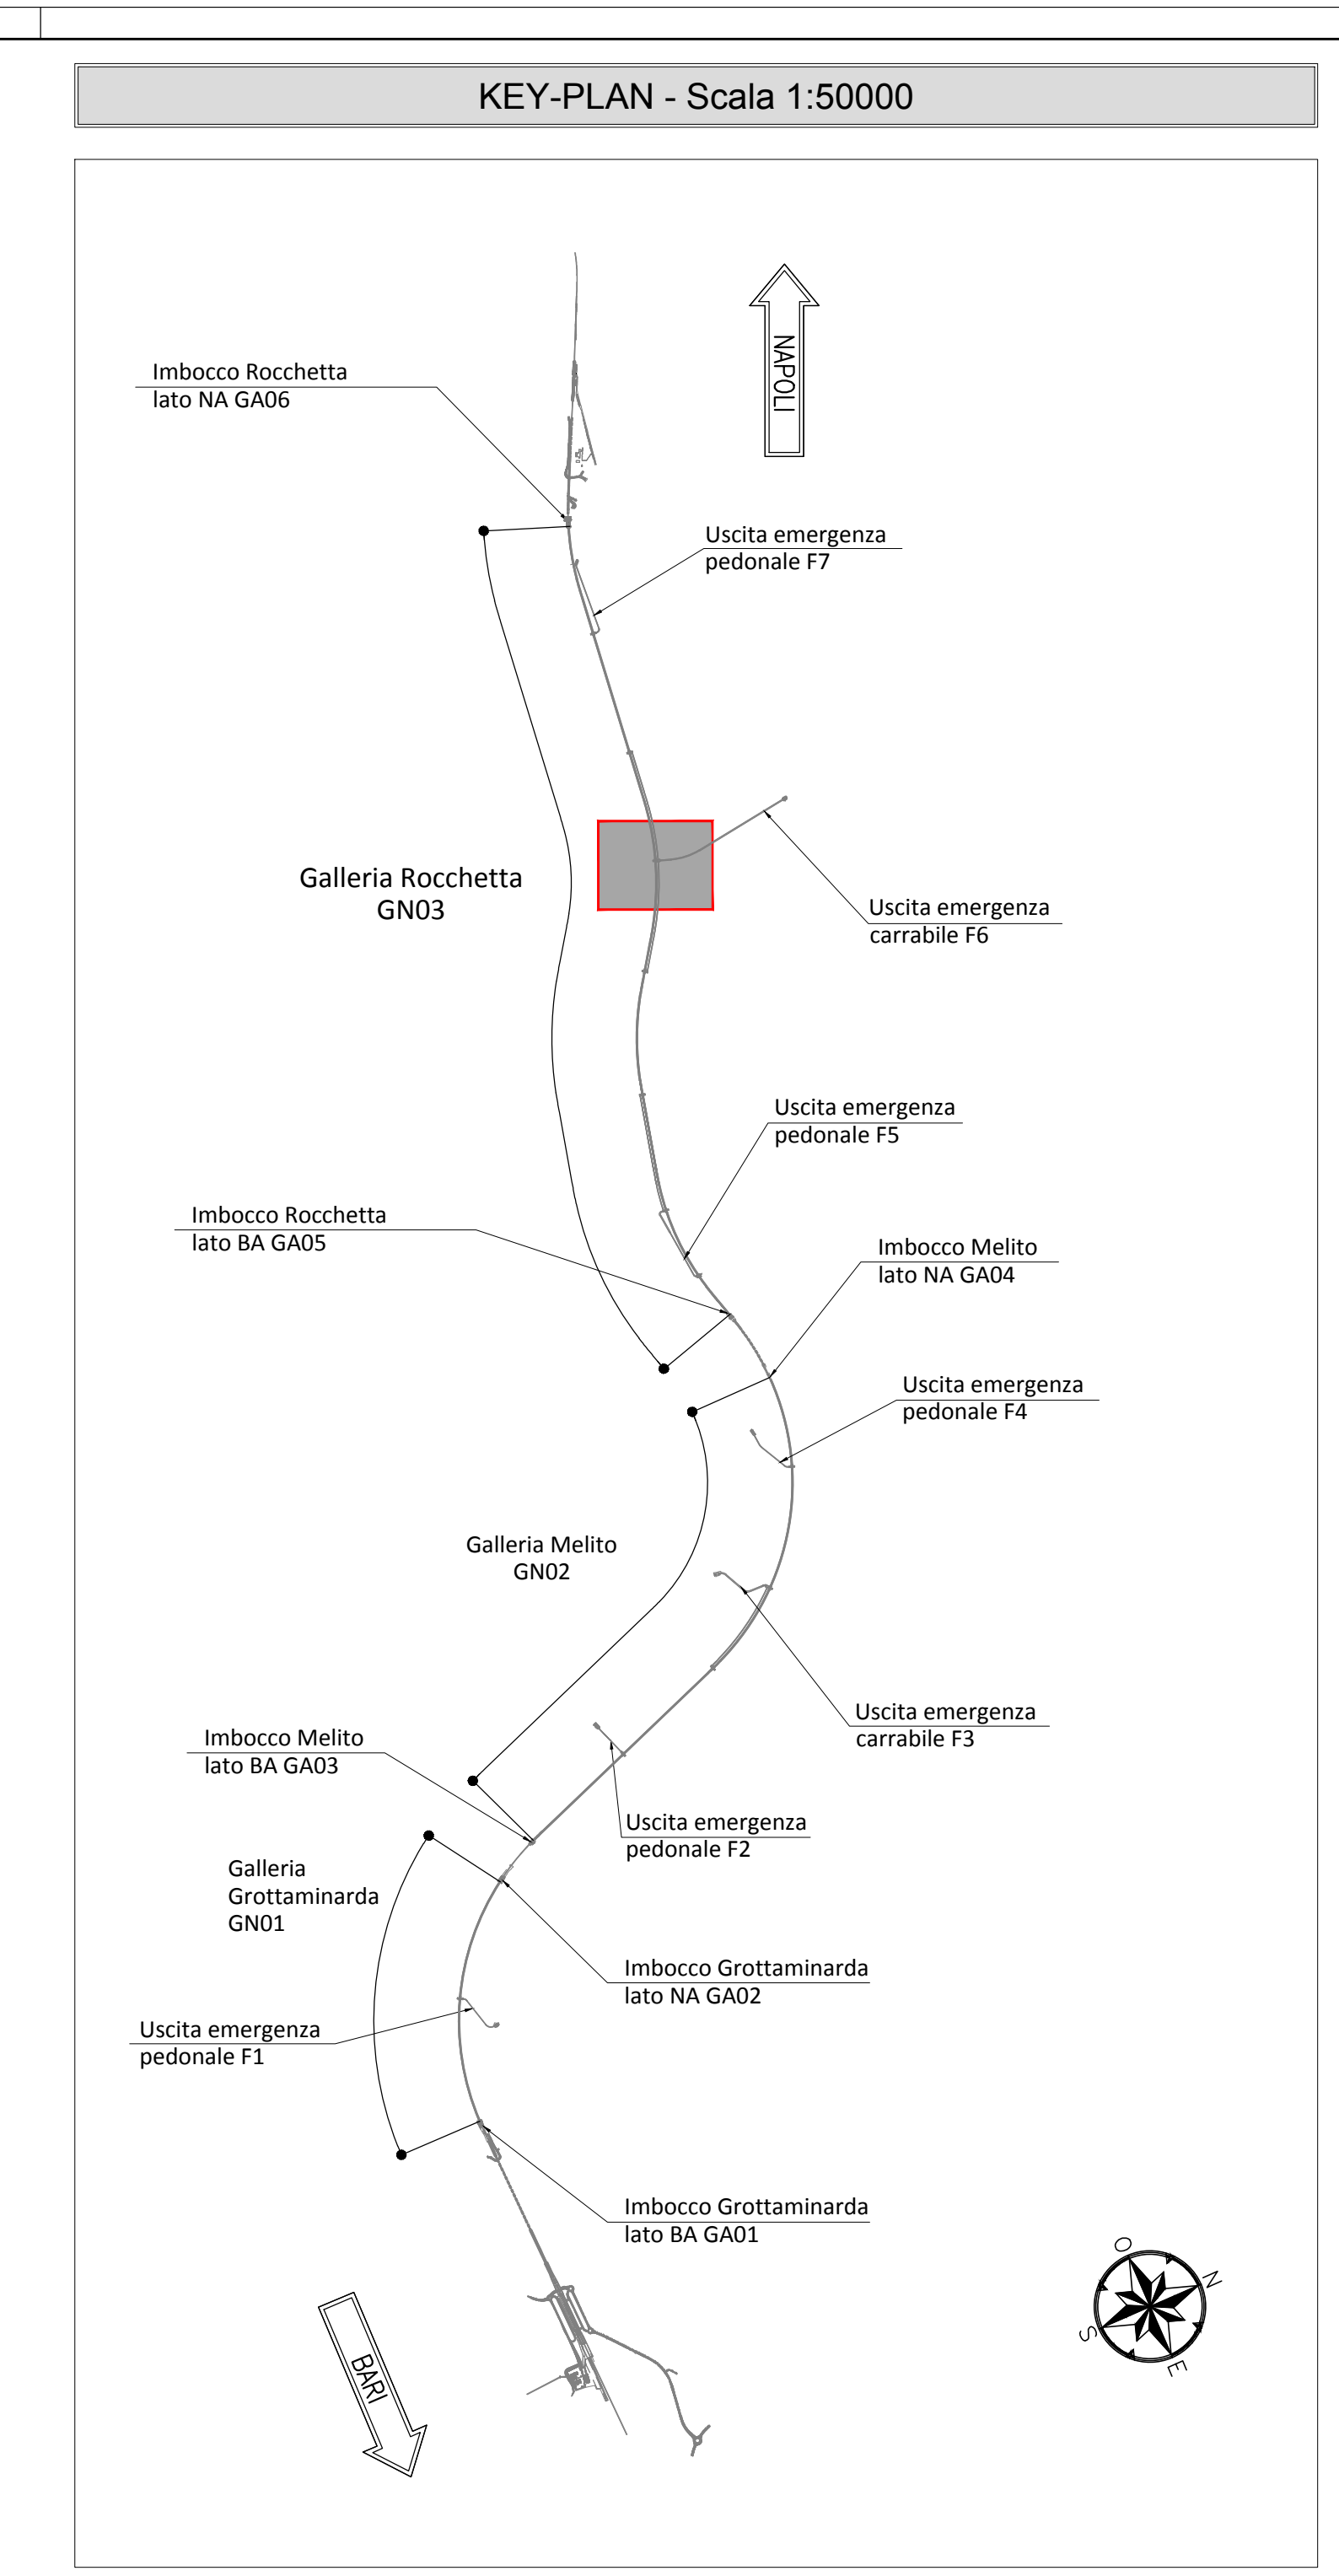 KEY-PLAN - Scala 1:50000
NAPOLI
Imbocco Rocchetta
lato NA GA06
Uscita emergenza
pedonale F7
Galleria Rocchetta
GN03
Uscita emergenza
carrabile F6
Uscita emergenza
pedonale F5
Imbocco Rocchetta
lato BA GA05
Imbocco Melito
lato NA GA04
Uscita emergenza
pedonale F4
Galleria Melito
GN02
Uscita emergenza
carrabile F3
Imbocco Melito
lato BA GA03
Uscita emergenza
pedonale F2
Galleria
Grottaminarda
GN01
Imbocco Grottaminarda
lato NA GA02
Uscita emergenza
pedonale F1
Imbocco Grottaminarda
lato BA GA01
O
N
S
E
BARI